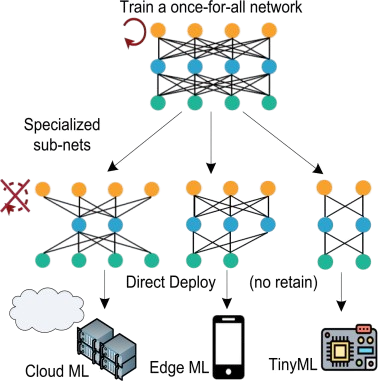 Train a once-for-all network
Specialized
sub-nets
Direct Deploy (no retain)
Cloud ML
Edge ML
TinyML